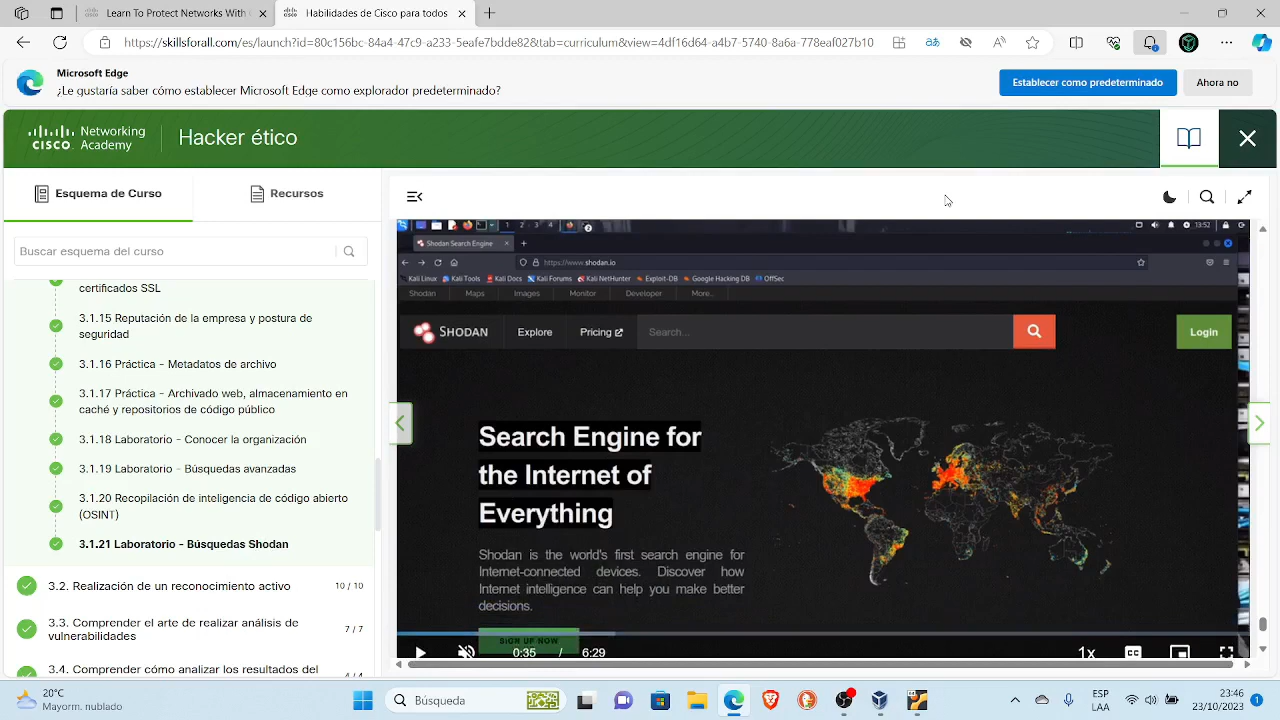 Learn To Protect Networks With
Habilidades de Cisco para todos
https://skillsforall.com/es/launch?id=80c156bc-84a4-47c9-a233-5eafe72b82e8&tab=curriculum&view=4df16d64-a4b7-5740-8a6a-778eaf027b10
Microsoft Edge
¿Le gustaría saber cómo establecer Microsoft Edge como explorador predeterminado?
Establecer como predeterminado
Ahora no
Networking
CISCO Academy
Hacker ético
Esquema de Curso
Recursos
Buscar esquema del curso
certificados SSL
3.1.15 Reputación de la empresa y postura de
seguridad
3.1.16 Práctica - Metadatos de archivo
3.1.17 Práctica - Archivado web, almacenamiento en
caché y repositorios de código público
3.1.18 Laboratorio - Conocer la organización
3.1.19 Laboratorio - Búsquedas avanzadas
3.1.20 Recopilación de inteligencia de código abierto
(OSINT)
3.1.21 Laboratorio - Búsquedas Shodan
3.2. Realización de un reconocimiento activo
10 / 10
3.3. Comprender el arte de realizar análisis de
vulnerabilidades
7 / 7
3.4. Comprender cómo analizar los resultados del
1 2 3 4
2
13:52
Shodan Search Engine
https://www.shodan.io
Kali Linux Kali Tools Kali Docs Kali Forums Kali NetHunter Exploit-DB Google Hacking DB OffSec
Shodan Maps Images Monitor Developer More...
SHODAN Explore Pricing Search... Login
Search Engine for
the Internet of
Everything
Shodan is the world's first search engine for
Internet-connected devices. Discover how
Internet intelligence can help you make better
decisions.
SIGN UP NOW
0:35 / 6:29
1x
CC
20°C
Mayorm. nublado
Búsqueda
ESP
LAA
23:46
23/10/2023
1